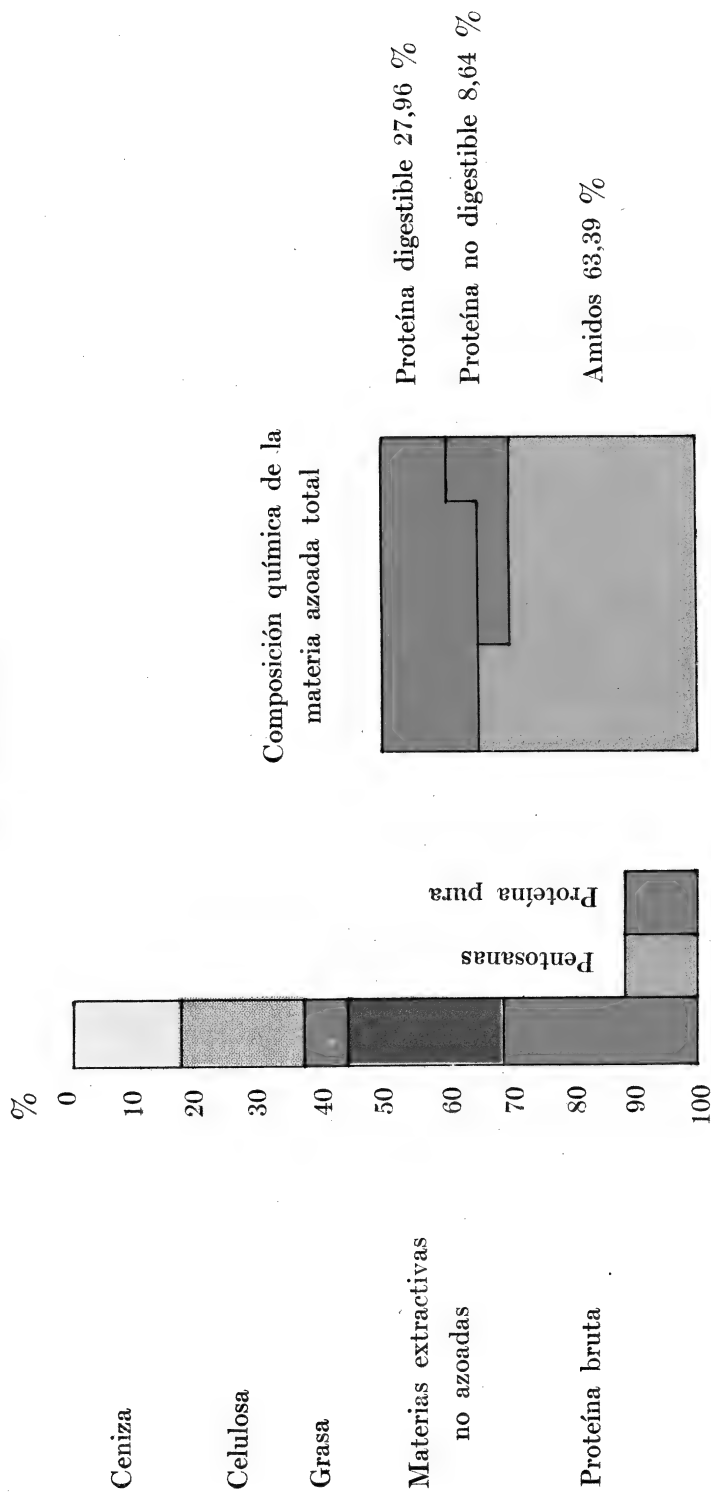 %
0
10
20
30
40
50
60
70
80
90
100
Ceniza
Celulosa
Grasa
Materias extractivas
no azoadas
Proteína bruta
Pentosanas
Proteína pura
Composición química de la
materia azoada total
Proteína digestible 27,96 %
Proteína no digestible 8,64 %
Amidos 63,39 %